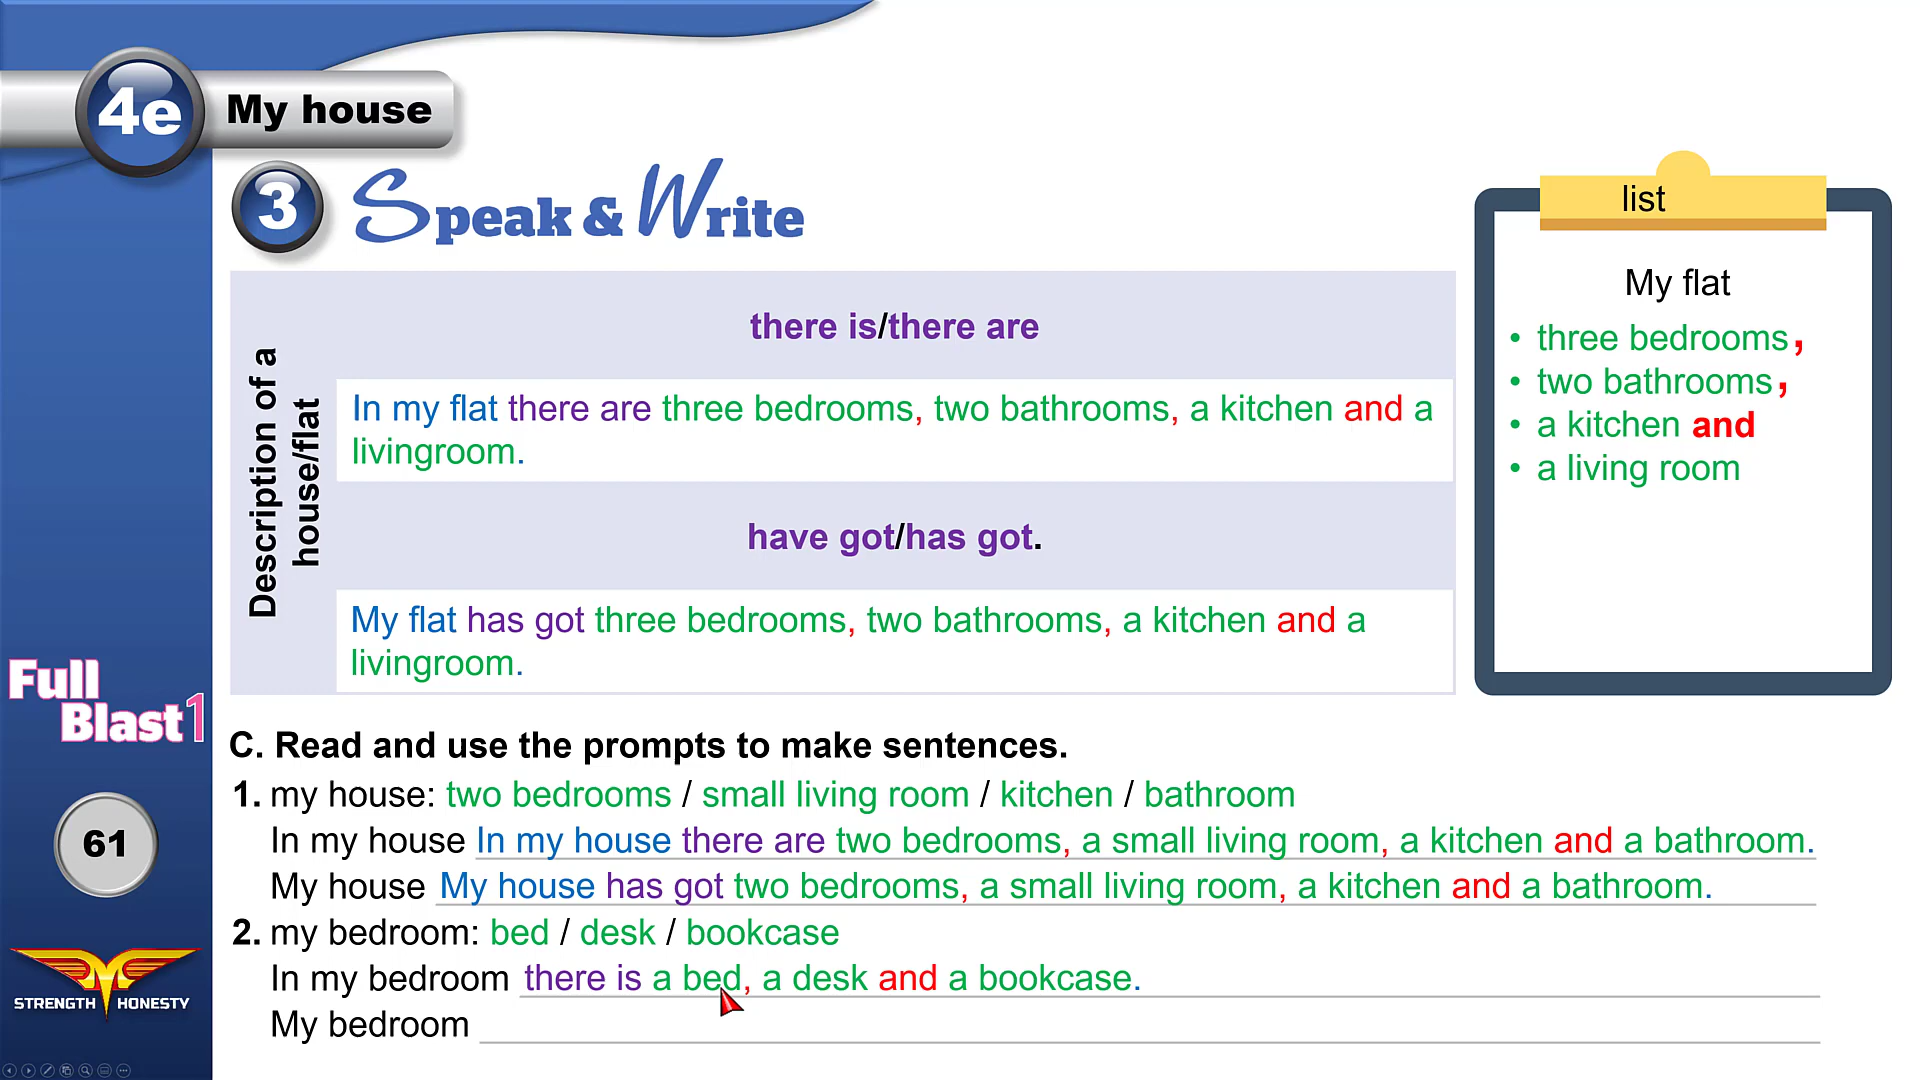 4e My house
3 Speak & Write
list
My flat
• three bedrooms,
• two bathrooms,
• a kitchen and
• a living room
Description of a
house/flat
there is/there are
In my flat there are three bedrooms, two bathrooms, a kitchen and a
livingroom.
have got/has got.
My flat has got three bedrooms, two bathrooms, a kitchen and a
livingroom.
C. Read and use the prompts to make sentences.
1. my house: two bedrooms / small living room / kitchen / bathroom
In my house In my house there are two bedrooms, a small living room, a kitchen and a bathroom.
My house My house has got two bedrooms, a small living room, a kitchen and a bathroom.
2. my bedroom: bed / desk / bookcase
In my bedroom there is a bed, a desk and a bookcase.
My bedroom
Full
Blast 1
61
STRENGTH HONESTY